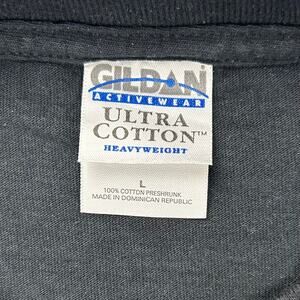 GILDAN
ACTIVEWEAR
ULTRA
COTTON™
HEAVYWEIGHT
L
100% COTTON PRESHRUNK
MADE IN DOMINICAN REPUBLIC